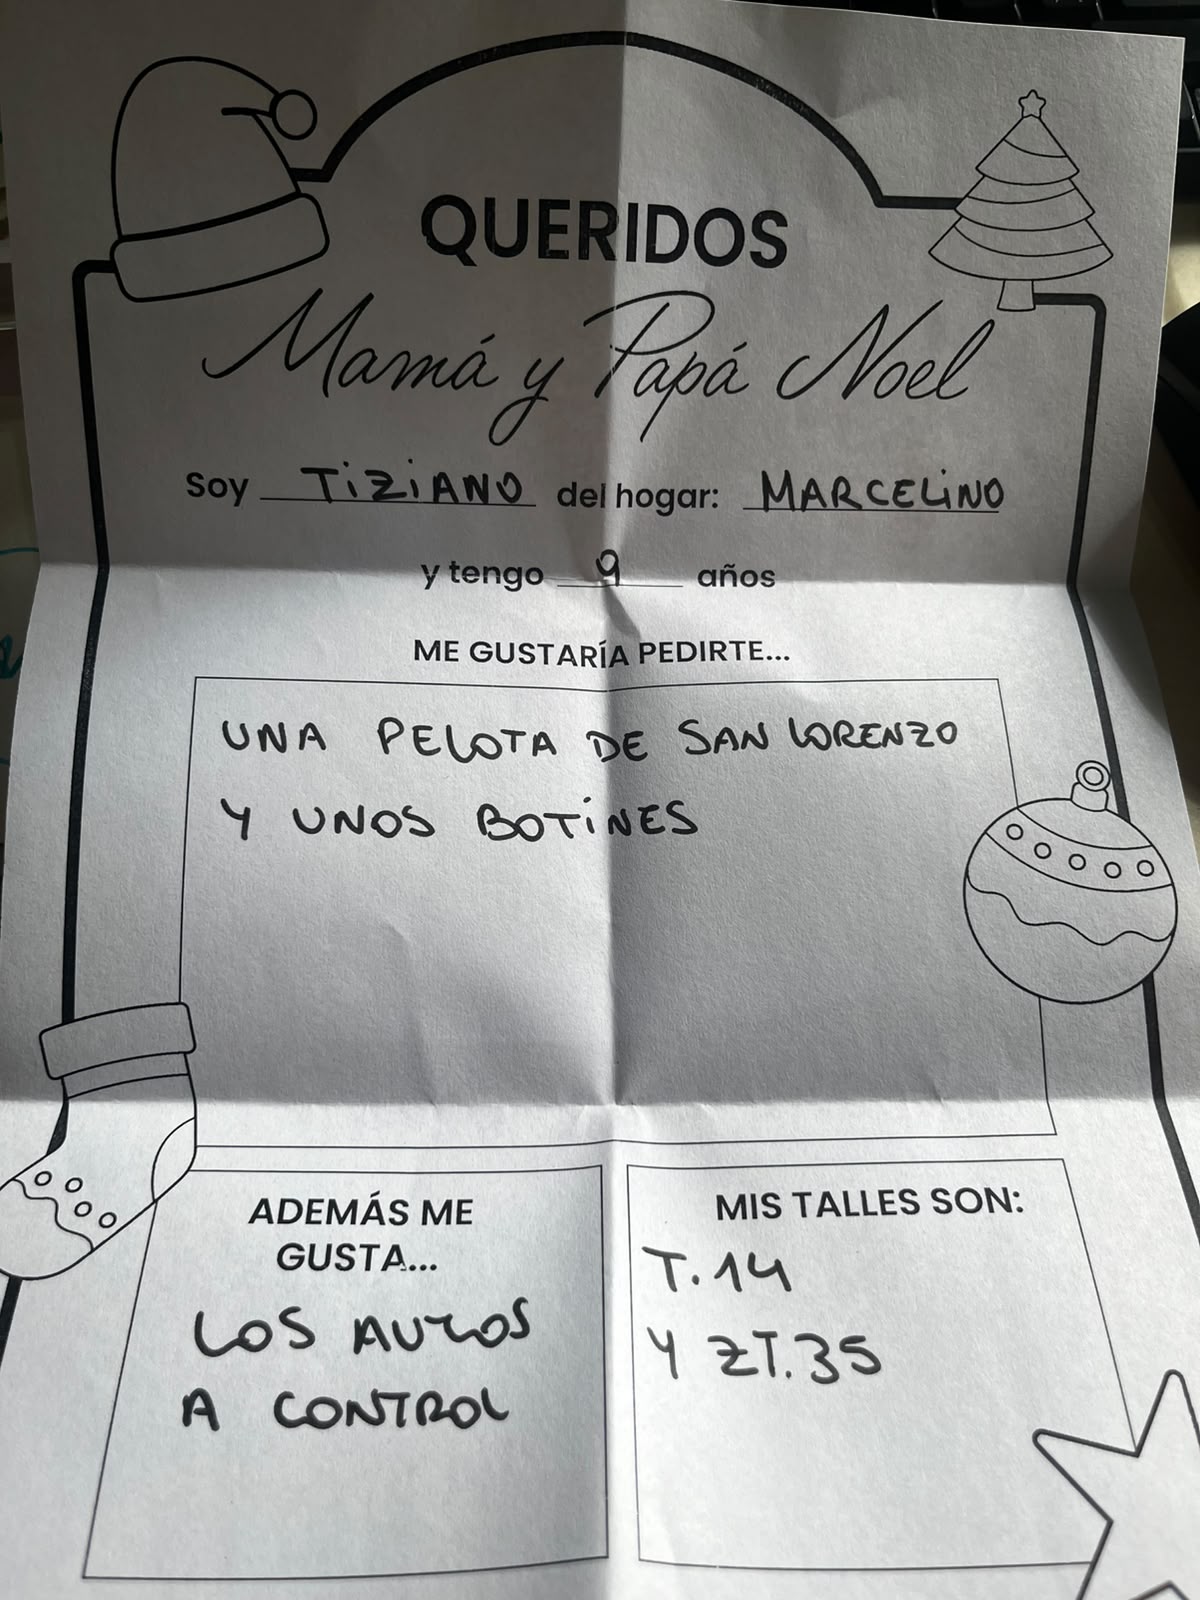 QUERIDOS
Mamá y Papá Noel
Soy TiZiANO del hogar: MARCELiNO
y tengo 9 años
ME GUSTARÍA PEDIRTE...
UNA PELOTA DE SAN LORENZO
Y UNOS BOTiNES
ADEMÁS ME
GUSTA...
LOS AUTOS
A CONTROL
MIS TALLES SON:
T.14
Y ZT.35